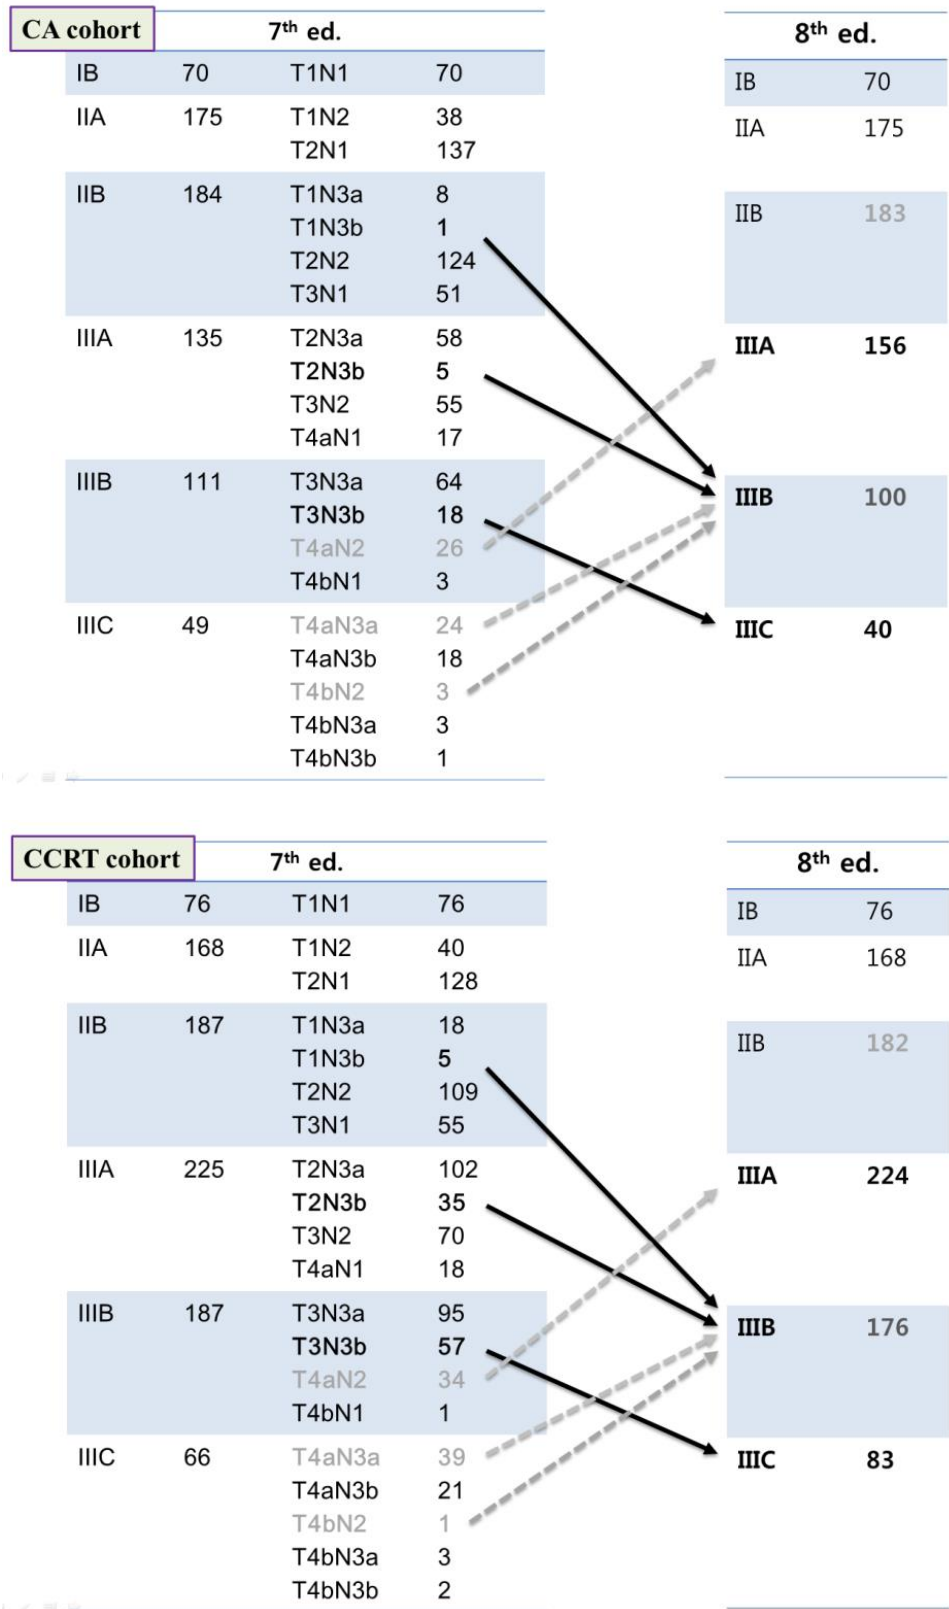 CA cohort 7th ed. 8th ed.
IB 70 T1N1 70 IB 70
IIA 175 T1N2 38 IIA 175
T2N1 137
IIB 184 T1N3a 8 IIB 183
T1N3b 1
T2N2 124
T3N1 51
IIIA 135 T2N3a 58 IIIA 156
T2N3b 5
T3N2 55
T4aN1 17
IIIB 111 T3N3a 64 IIIB 100
T3N3b 18
T4aN2 26
T4bN1 3
IIIC 49 T4aN3a 24 IIIC 40
T4aN3b 18
T4bN2 3
T4bN3a 3
T4bN3b 1
CCRT cohort 7th ed. 8th ed.
IB 76 T1N1 76 IB 76
IIA 168 T1N2 40 IIA 168
T2N1 128
IIB 187 T1N3a 18 IIB 182
T1N3b 5
T2N2 109
T3N1 55
IIIA 225 T2N3a 102 IIIA 224
T2N3b 35
T3N2 70
T4aN1 18
IIIB 187 T3N3a 95 IIIB 176
T3N3b 57
T4aN2 34
T4bN1 1
IIIC 66 T4aN3a 39 IIIC 83
T4aN3b 21
T4bN2 1
T4bN3a 3
T4bN3b 2